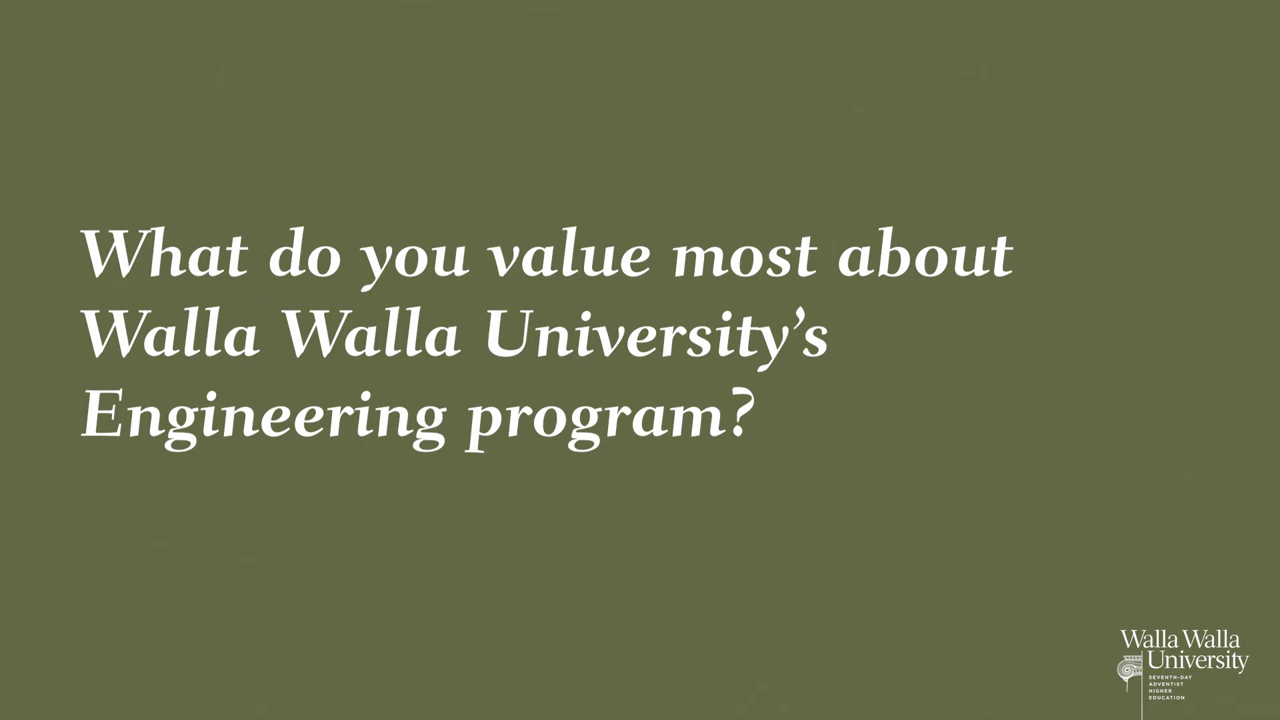 What do you value most about
Walla Walla University’s
Engineering program?
Walla Walla
University
SEVENTH-DAY
ADVENTIST
HIGHER
EDUCATION